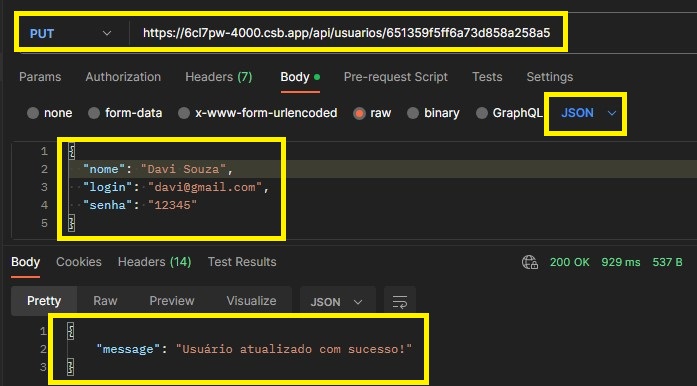 PUT https://6cl7pw-4000.csb.app/api/usuarios/651359f5ff6a73d858a258a5
Params Authorization Headers (7) Body Pre-request Script Tests Settings
none form-data x-www-form-urlencoded raw binary GraphQL JSON
1 {
2 "nome": "Davi Souza",
3 "login": "davi@gmail.com",
4 "senha": "12345"
5 }
Body Cookies Headers (14) Test Results 200 OK 929 ms 537 B
Pretty Raw Preview Visualize JSON
1 {
2 "message": "Usuário atualizado com sucesso!"
3 }